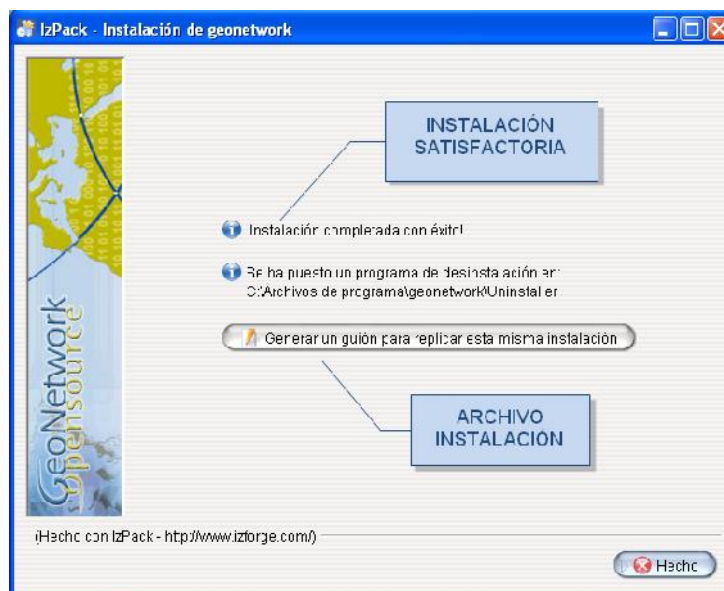 IzPack - Instalación de geonetwork
INSTALACIÓN
SATISFACTORIA
Instalación completada con éxito!
Se ha puesto un programa de desinstalación en:
C:\Archivos de programa\geonetwork\Uninstaller
Generar un guión para replicar esta misma instalación
ARCHIVO
INSTALACIÓN
GeoNetwork
Opensource
(Hecho con IzPack - http://www.izforge.com/)
Hecho